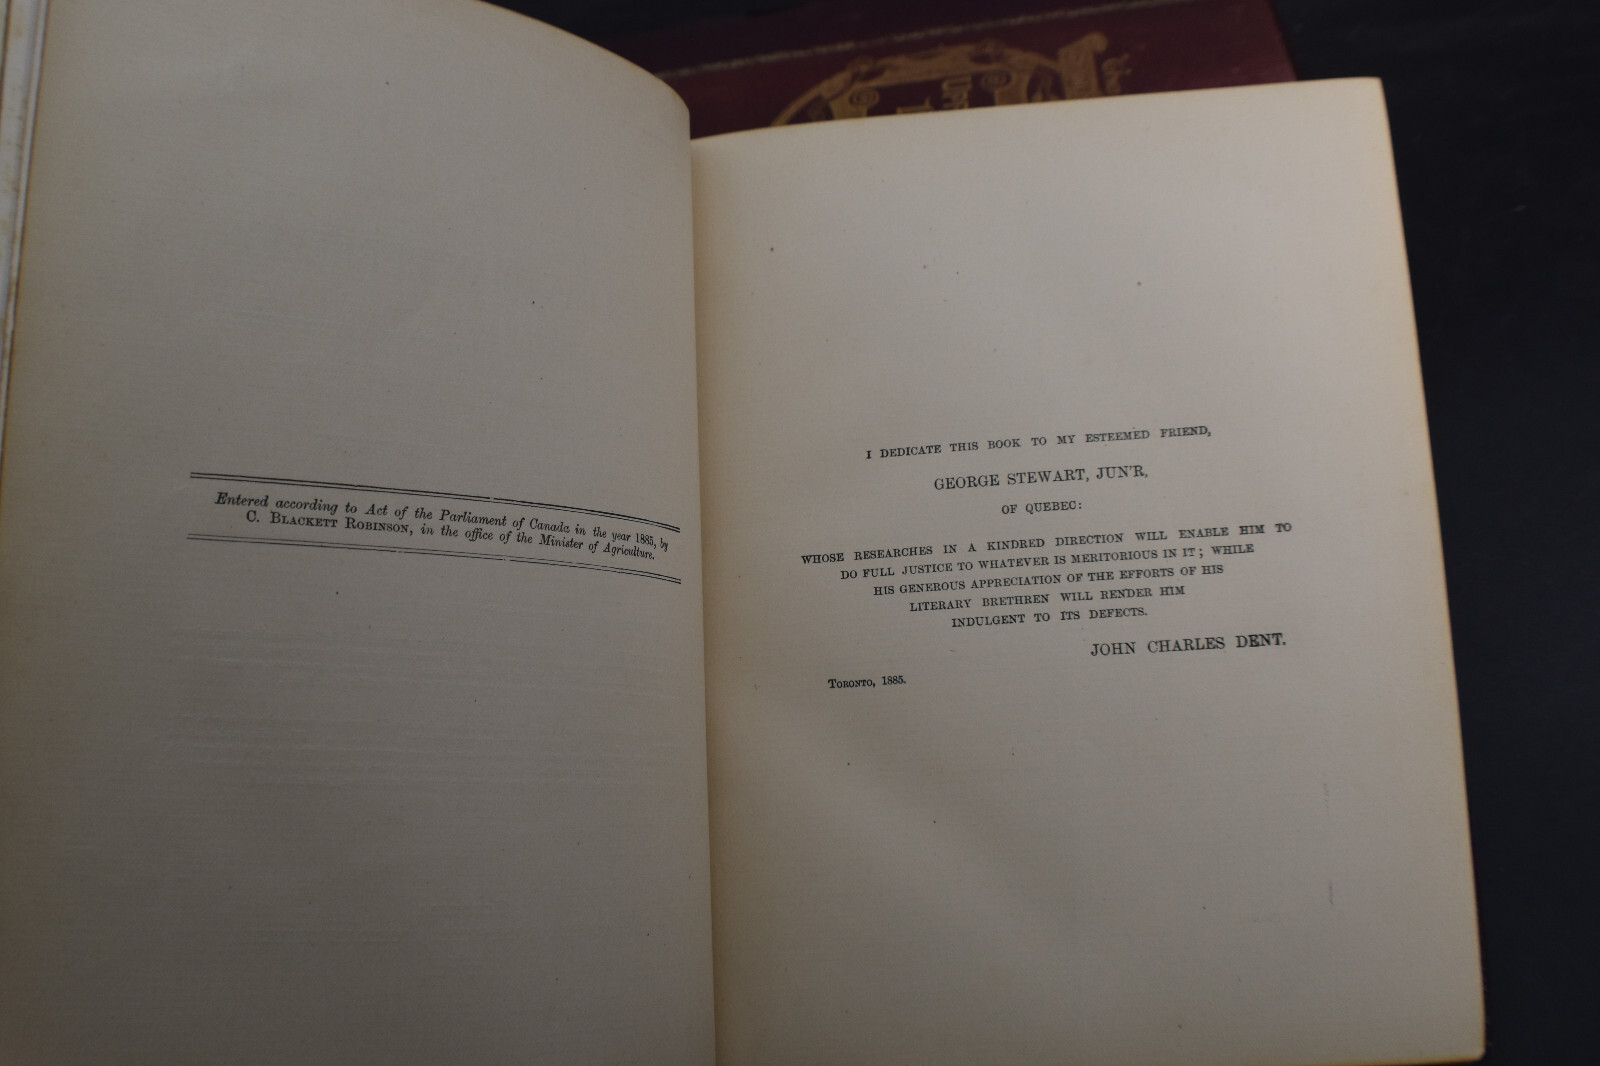 Entered according to Act of the Parliament of Canada in the year 1885, by
C. BLACKETT ROBINSON, in the office of the Minister of Agriculture.
I DEDICATE THIS BOOK TO MY ESTEEMED FRIEND,
GEORGE STEWART, JUN'R,
OF QUEBEC:
WHOSE RESEARCHES IN A KINDRED DIRECTION WILL ENABLE HIM TO
DO FULL JUSTICE TO WHATEVER IS MERITORIOUS IN IT; WHILE
HIS GENEROUS APPRECIATION OF THE EFFORTS OF HIS
LITERARY BRETHREN WILL RENDER HIM
INDULGENT TO ITS DEFECTS.
JOHN CHARLES DENT.
TORONTO, 1885.